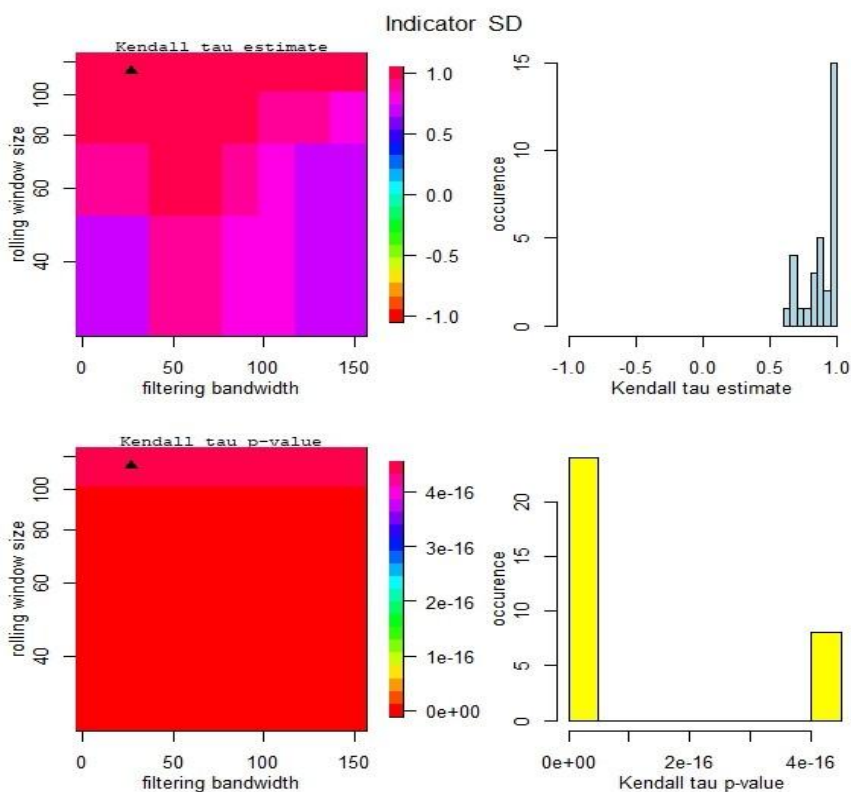 Indicator SD
Kendall tau estimate
rolling window size
100
80
60
40
0 50 100 150
filtering bandwidth
1.0
0.5
0.0
-0.5
-1.0
occurence
15
10
5
0
-1.0 -0.5 0.0 0.5 1.0
Kendall tau estimate
Kendall tau p-value
rolling window size
100
80
60
40
0 50 100 150
filtering bandwidth
4e-16
3e-16
2e-16
1e-16
0e+00
occurence
20
15
10
5
0
0e+00 2e-16 4e-16
Kendall tau p-value